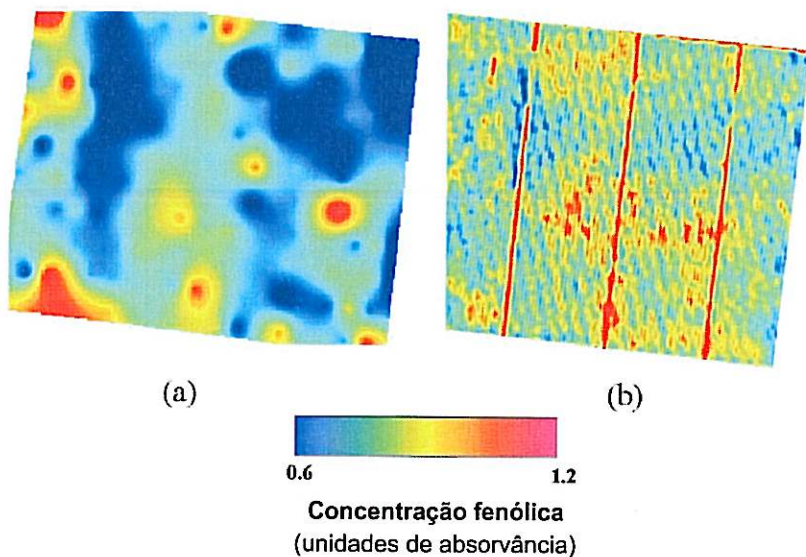 (a) (b)
0.6 1.2
Concentração fenólica
(unidades de absorvância)